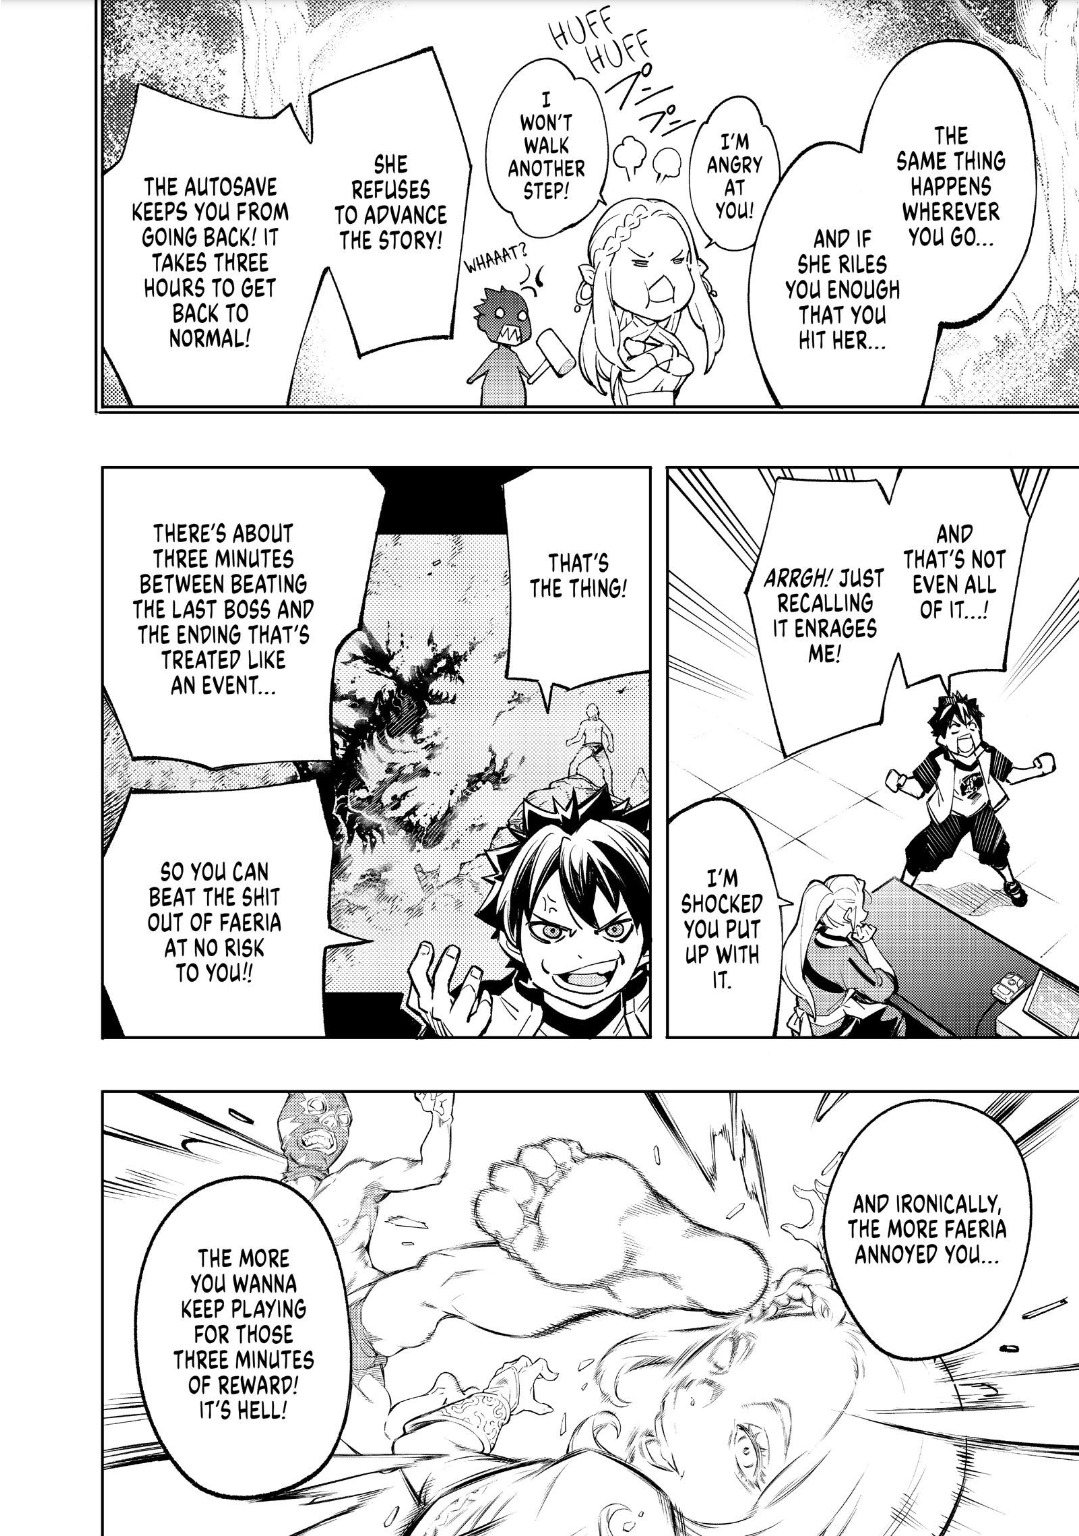 THE
SAME THING
HAPPENS
WHEREVER
YOU GO...
AND IF
SHE RILES
YOU ENOUGH
THAT YOU
HIT HER...
I'M
ANGRY
AT
YOU!
HUFF
HUFF
プンプン
I
WON'T
WALK
ANOTHER
STEP!
WHAAAT?
SHE
REFUSES
TO ADVANCE
THE STORY!
THE AUTOSAVE
KEEPS YOU FROM
GOING BACK! IT
TAKES THREE
HOURS TO GET
BACK TO
NORMAL!
AND
THAT'S NOT
EVEN ALL
OF IT...!
ARRGH! JUST
RECALLING
IT ENRAGES
ME!
I'M
SHOCKED
YOU PUT
UP WITH
IT.
THAT'S
THE THING!
THERE'S ABOUT
THREE MINUTES
BETWEEN BEATING
THE LAST BOSS AND
THE ENDING THAT'S
TREATED LIKE
AN EVENT...
SO YOU CAN
BEAT THE SHIT
OUT OF FAERIA
AT NO RISK
TO YOU!!
AND IRONICALLY,
THE MORE FAERIA
ANNOYED YOU...
THE MORE
YOU WANNA
KEEP PLAYING
FOR THOSE
THREE MINUTES
OF REWARD!
IT'S HELL!